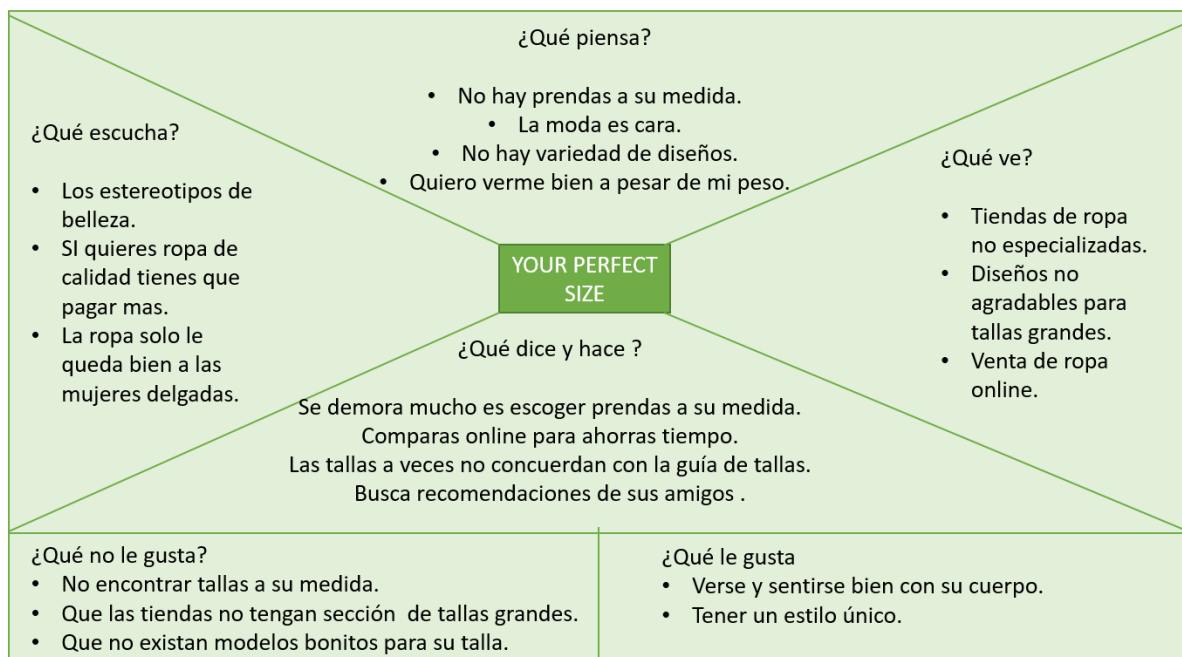 ¿Qué piensa?
• No hay prendas a su medida.
• La moda es cara.
• No hay variedad de diseños.
• Quiero verme bien a pesar de mi peso.
¿Qué escucha?
• Los estereotipos de
belleza.
• SI quieres ropa de
calidad tienes que
pagar mas.
• La ropa solo le
queda bien a las
mujeres delgadas.
¿Qué ve?
• Tiendas de ropa
no especializadas.
• Diseños no
agradables para
tallas grandes.
• Venta de ropa
online.
YOUR PERFECT
SIZE
¿Qué dice y hace ?
Se demora mucho es escoger prendas a su medida.
Comparas online para ahorras tiempo.
Las tallas a veces no concuerdan con la guía de tallas.
Busca recomendaciones de sus amigos .
¿Qué no le gusta?
• No encontrar tallas a su medida.
• Que las tiendas no tengan sección  de tallas grandes.
• Que no existan modelos bonitos para su talla.
¿Qué le gusta
• Verse y sentirse bien con su cuerpo.
• Tener un estilo único.